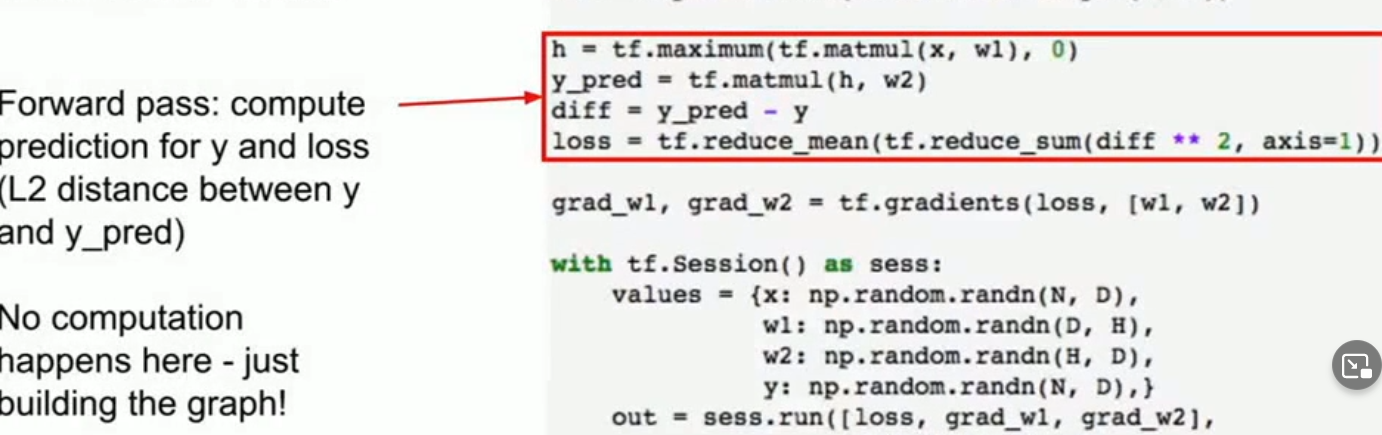 Forward pass: compute
prediction for y and loss
(L2 distance between y
and y_pred)
No computation
happens here - just
building the graph!
h = tf.maximum(tf.matmul(x, w1), 0)
y_pred = tf.matmul(h, w2)
diff = y_pred - y
loss = tf.reduce_mean(tf.reduce_sum(diff ** 2, axis=1))
grad_w1, grad_w2 = tf.gradients(loss, [w1, w2])
with tf.Session() as sess:
    values = {x: np.random.randn(N, D),
              w1: np.random.randn(D, H),
              w2: np.random.randn(H, D),
              y: np.random.randn(N, D),}
    out = sess.run([loss, grad_w1, grad_w2],